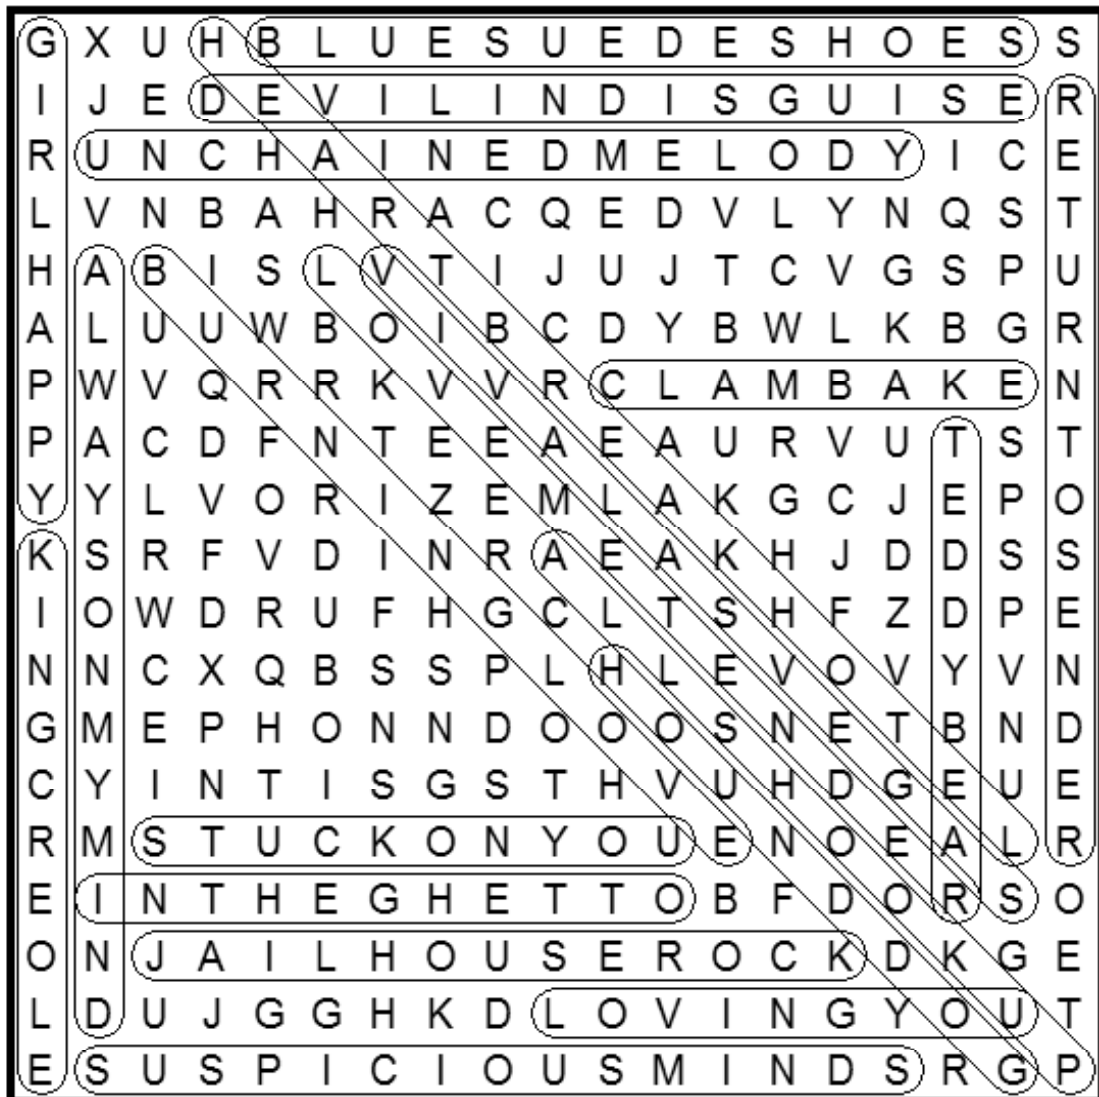 G X U H B L U E S U E D E S H O E S S
I J E D E V I L I N D I S G U I S E R
R U N C H A I N E D M E L O D Y I C E
L V N B A H R A C Q E D V L Y N Q S T
H A B I S L V T I J U J T C V G S P U
A L U U W B O I B C D Y B W L K B G R
P W V Q R R K V V R C L A M B A K E N
P A C D F N T E E A E A U R V U T S T
Y Y L V O R I Z E M L A K G C J E P O
K S R F V D I N R A E A K H J D D S S
I O W D R U F H G C L T S H F Z D P E
N N C X Q B S S P L H L E V O V Y V N
G M E P H O N N D O O O S N E T B N D
C Y I N T I S G S T H V U H D G E U E
R M S T U C K O N Y O U E N O E A L R
E I N T H E G H E T T O B F D O R S O
O N J A I L H O U S E R O C K D K G E
L D U J G G H K D L O V I N G Y O U T
E S U S P I C I O U S M I N D S R G P